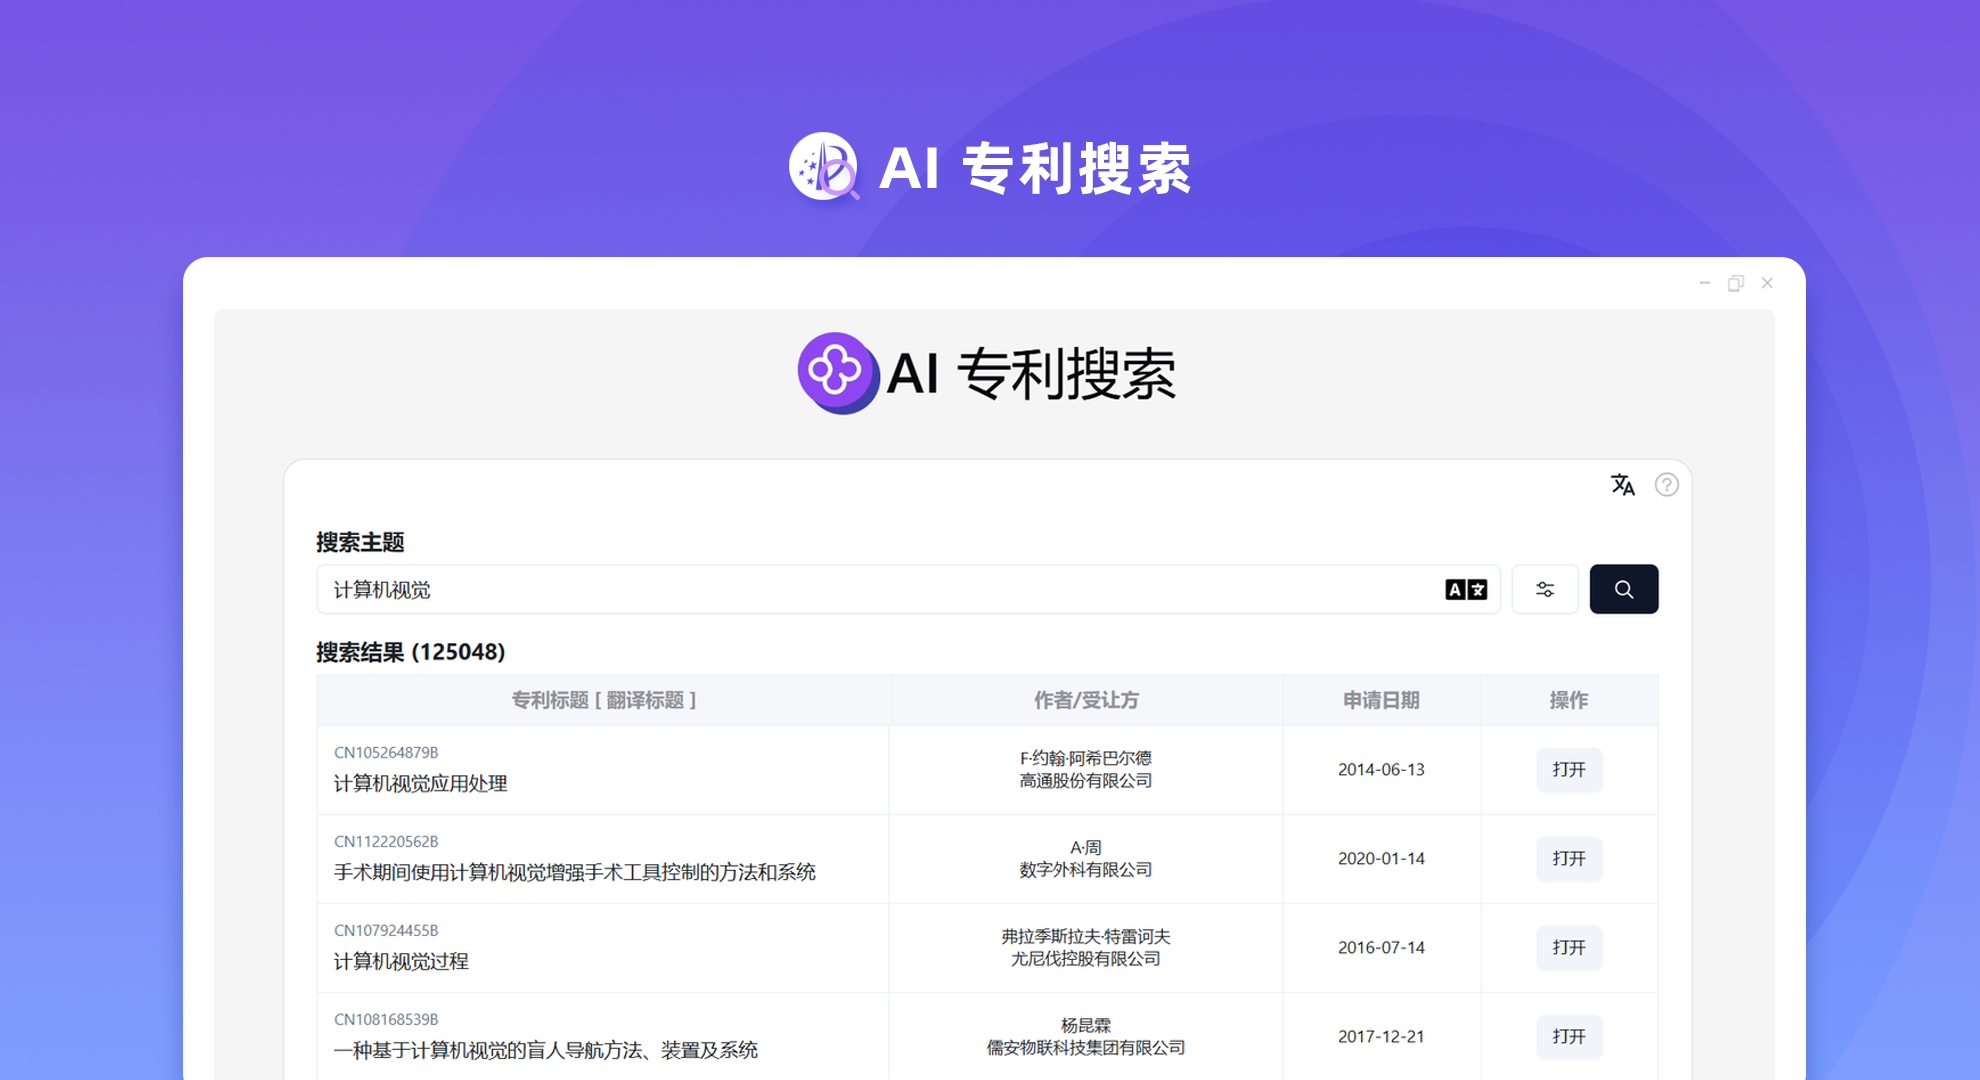 AI 专利搜索
AI 专利搜索
搜索主题
计算机视觉
搜索结果 (125048)
专利标题 [ 翻译标题 ]
作者/受让方
申请日期
操作
CN105264879B
计算机视觉应用处理
F·约翰·阿希巴尔德
高通股份有限公司
2014-06-13
打开
CN112220562B
手术期间使用计算机视觉增强手术工具控制的方法和系统
A·周
数字外科有限公司
2020-01-14
打开
CN107924455B
计算机视觉过程
弗拉季斯拉夫·特雷诃夫
尤尼伐控股有限公司
2016-07-14
打开
CN108168539B
一种基于计算机视觉的盲人导航方法、装置及系统
杨昆霖
儒安物联科技集团有限公司
2017-12-21
打开